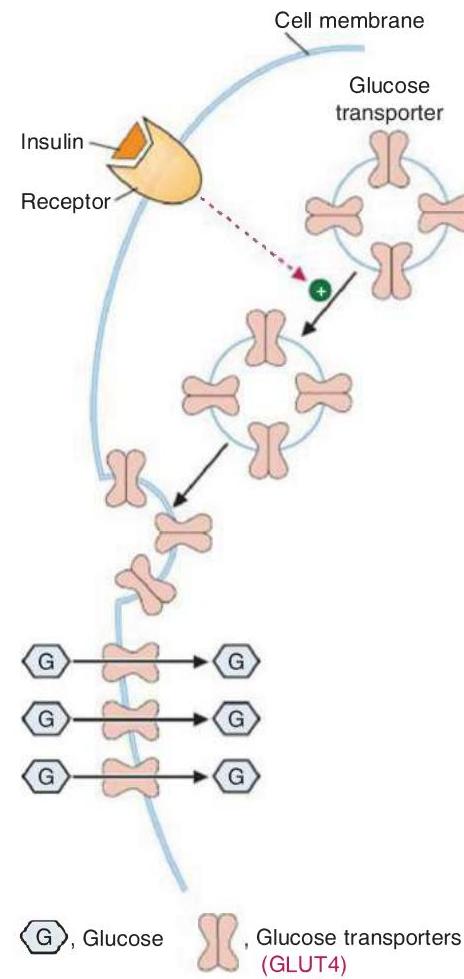 Cell membrane
Glucose
transporter
Insulin
Receptor
+
G
G
G
G
G
G
G , Glucose
, Glucose transporters
(GLUT4)